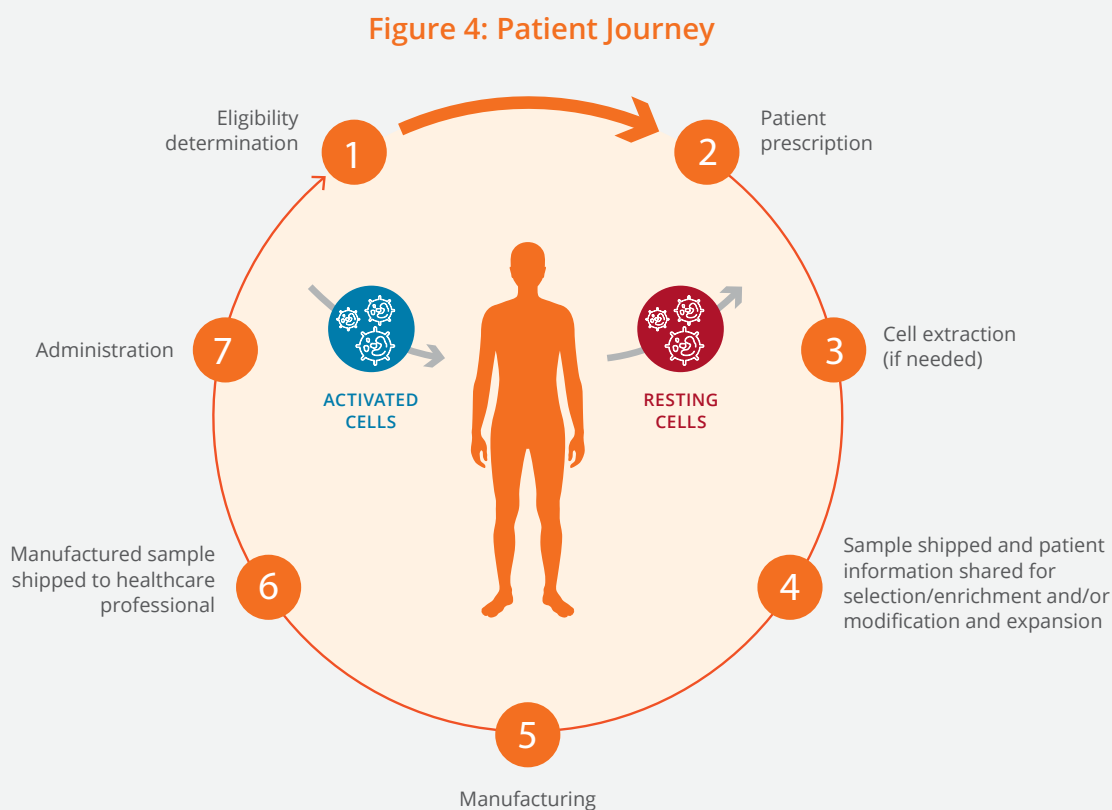 Figure 4: Patient Journey
1
Eligibility
determination
2
Patient
prescription
3
Cell extraction
(if needed)
4
Sample shipped and patient
information shared for
selection/enrichment and/or
modification and expansion
5
Manufacturing
6
Manufactured sample
shipped to healthcare
professional
7
Administration
ACTIVATED
CELLS
RESTING
CELLS